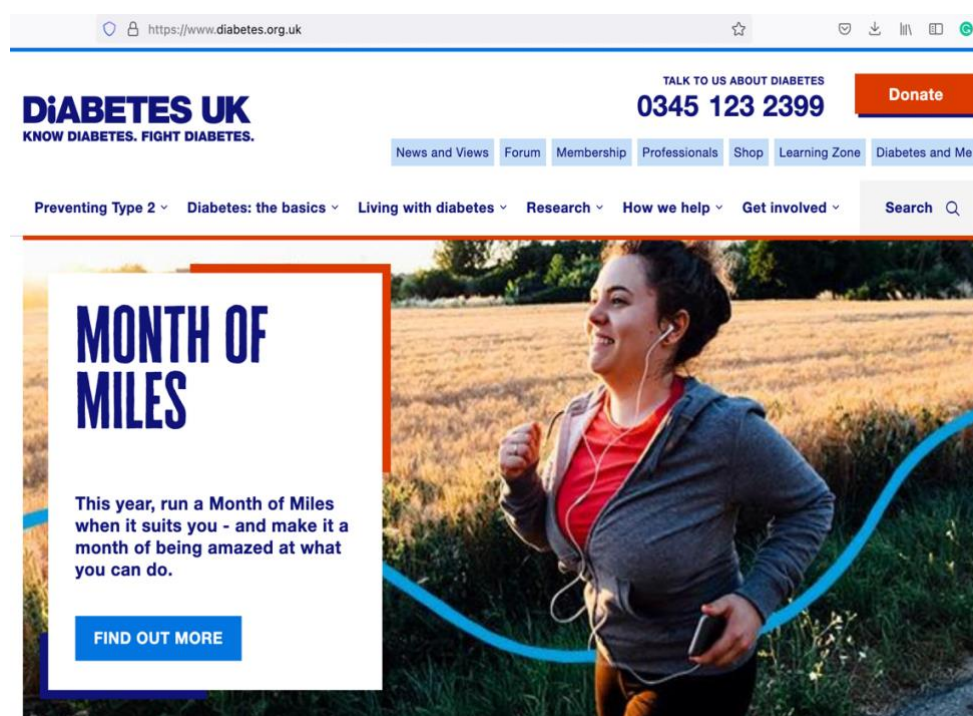 https://www.diabetes.org.uk
TALK TO US ABOUT DIABETES
0345 123 2399
Donate
DiABETES UK
KNOW DIABETES. FIGHT DIABETES.
News and Views Forum Membership Professionals Shop Learning Zone Diabetes and Me
Preventing Type 2 Diabetes: the basics Living with diabetes Research How we help Get involved Search
MONTH OF
MILES
This year, run a Month of Miles
when it suits you - and make it a
month of being amazed at what
you can do.
FIND OUT MORE